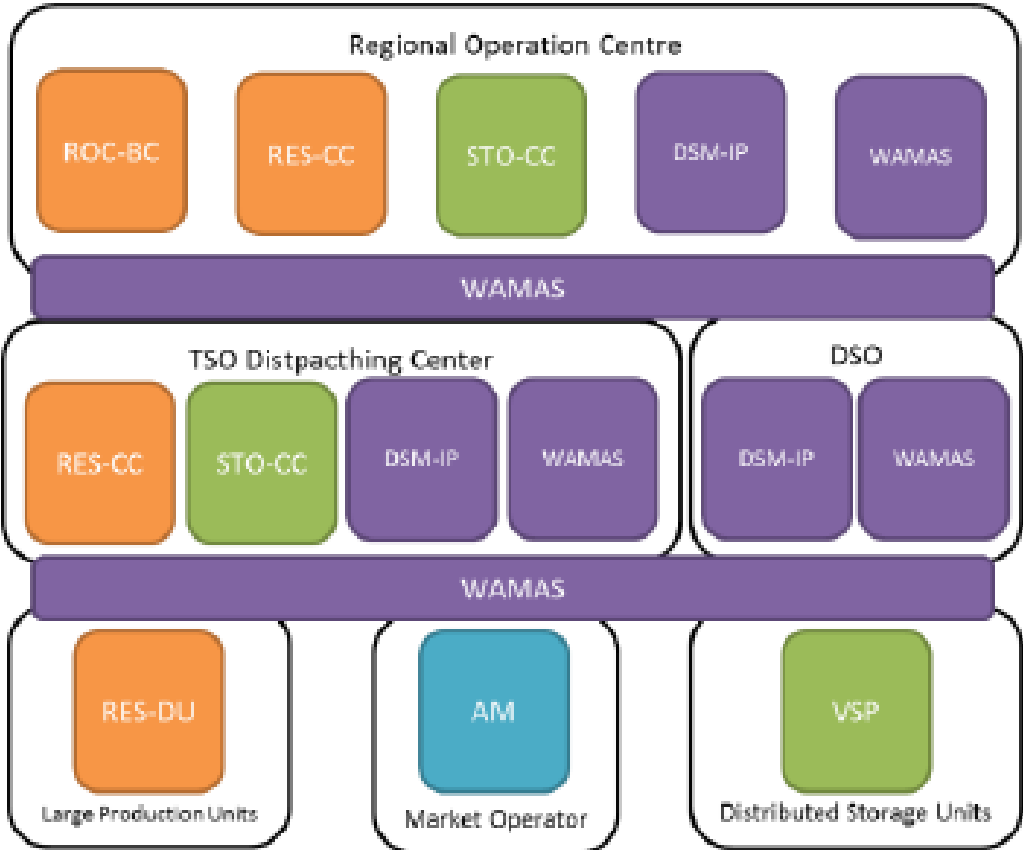 Regional Operation Centre
ROC-BC
RES-CC
STO-CC
DSM-IP
WAMAS
WAMAS
TSO Distpacthing Center
RES-CC
STO-CC
DSM-IP
WAMAS
DSO
DSM-IP
WAMAS
WAMAS
RES-DU
Large Production Units
AM
Market Operator
VSP
Distributed Storage Units